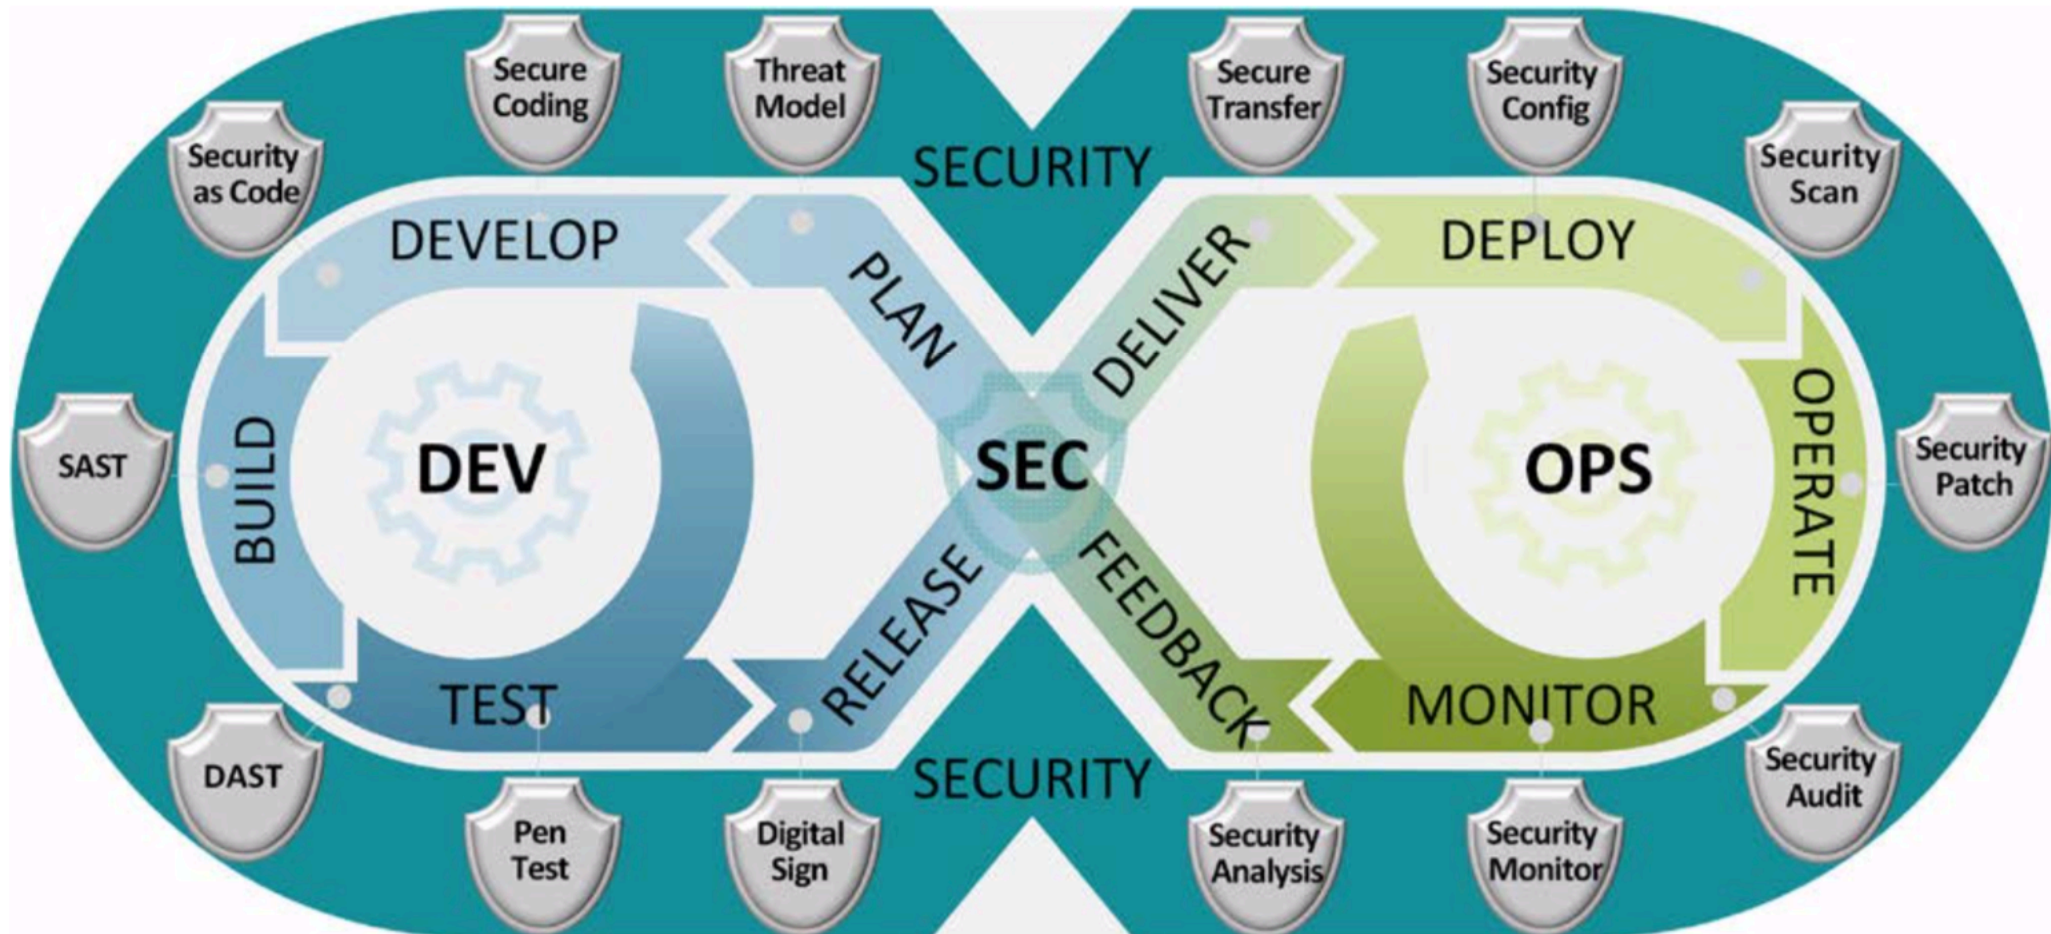 Secure
Coding
Threat
Model
Secure
Transfer
Security
Config
Security
as Code
SECURITY
Security
Scan
DEVELOP
PLAN
DELIVER
DEPLOY
BUILD
DEV
SEC
OPS
OPERATE
SAST
Security
Patch
TEST
RELEASE
FEEDBACK
MONITOR
DAST
SECURITY
Security
Audit
Pen
Test
Digital
Sign
Security
Analysis
Security
Monitor